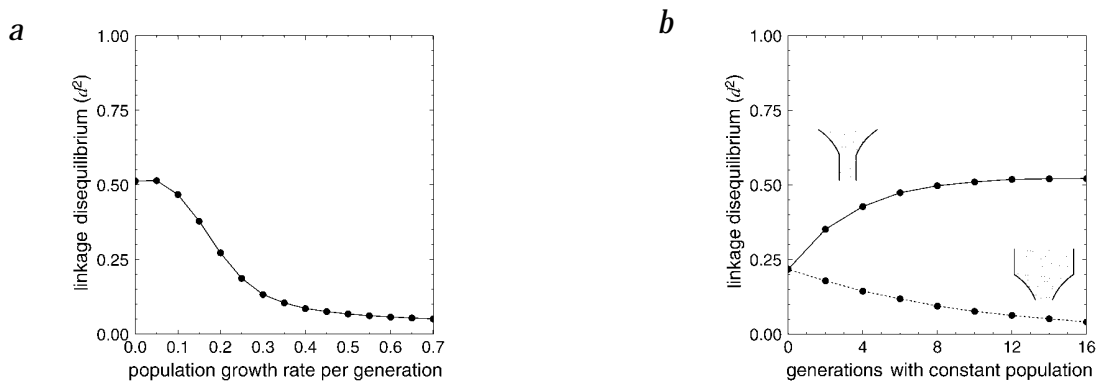 a
1.00
0.75
0.50
0.25
0.00
linkage disequilibrium (d²)
0.0 0.1 0.2 0.3 0.4 0.5 0.6 0.7
population growth rate per generation
b
1.00
0.75
0.50
0.25
0.00
linkage disequilibrium (d²)
0 4 8 12 16
generations with constant population